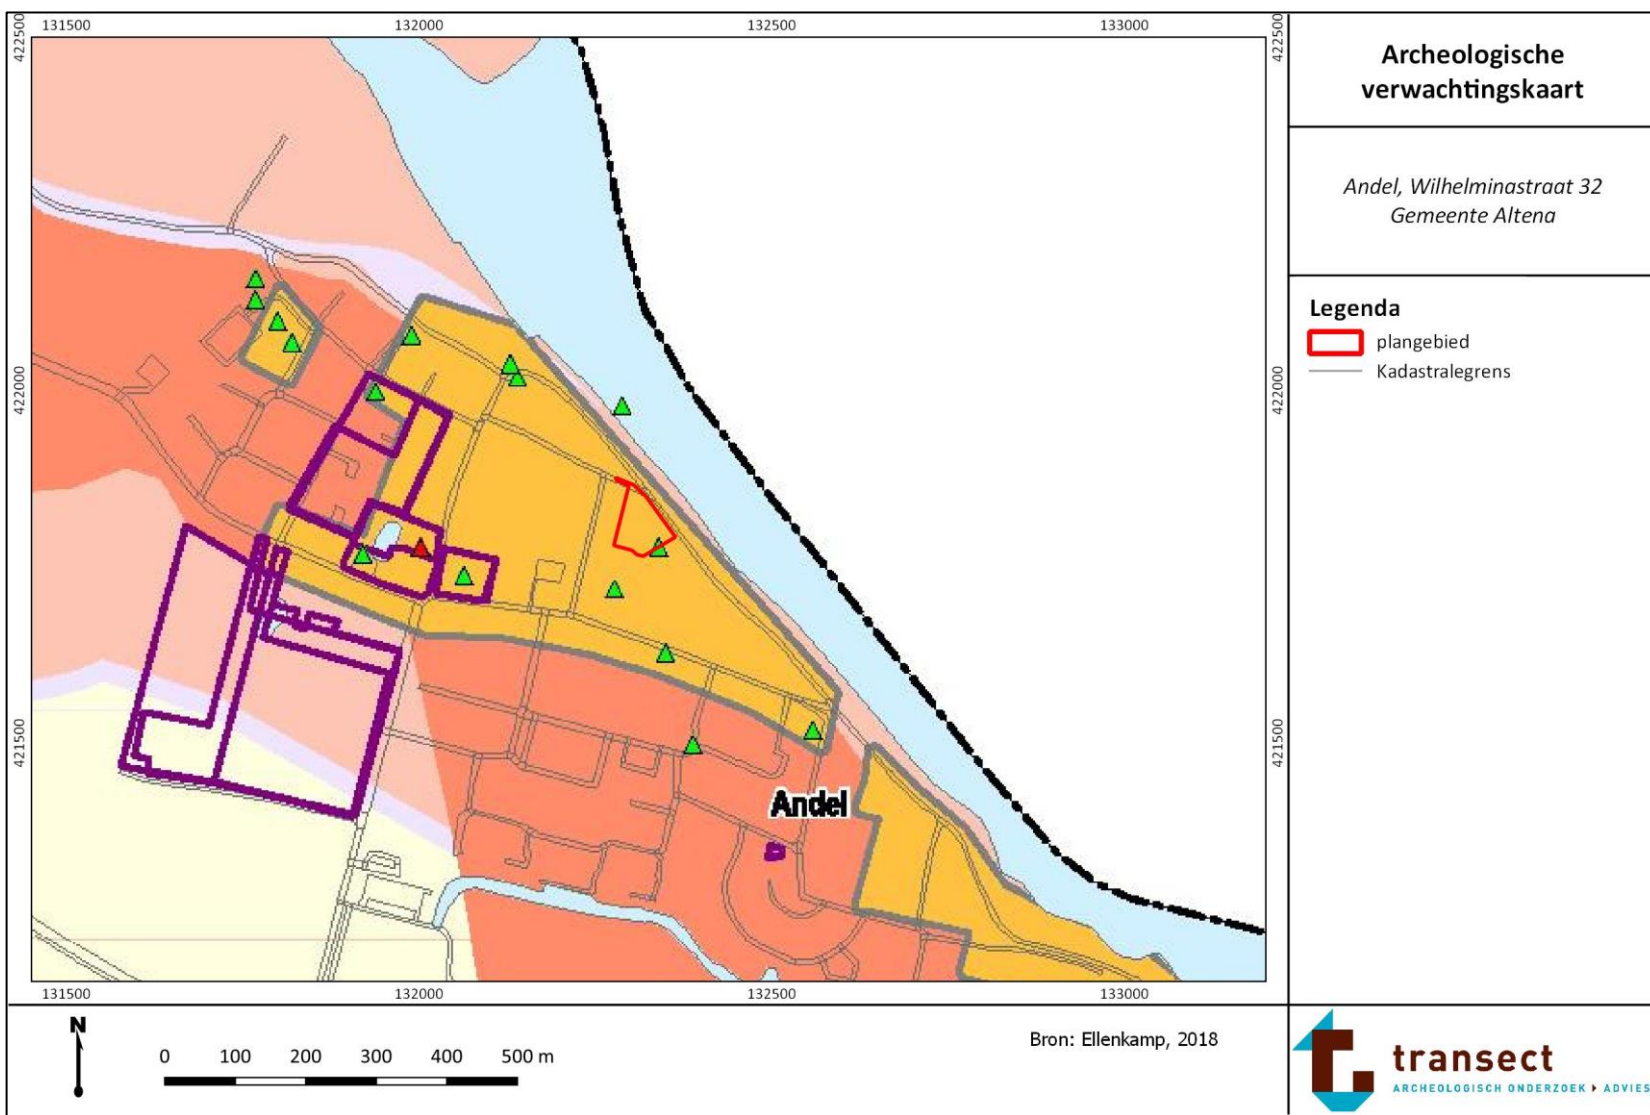 131500 132000 132500 133000
422500 422500
Archeologische
verwachtingskaart
Andel, Wilhelminastraat 32
Gemeente Altena
Legenda
plangebied
Kadastralegrens
422000 422000
421500 421500
Andel
131500 132000 132500 133000
N
0 100 200 300 400 500 m
Bron: Ellenkamp, 2018
transect
ARCHEOLOGISCH ONDERZOEK ADVIES